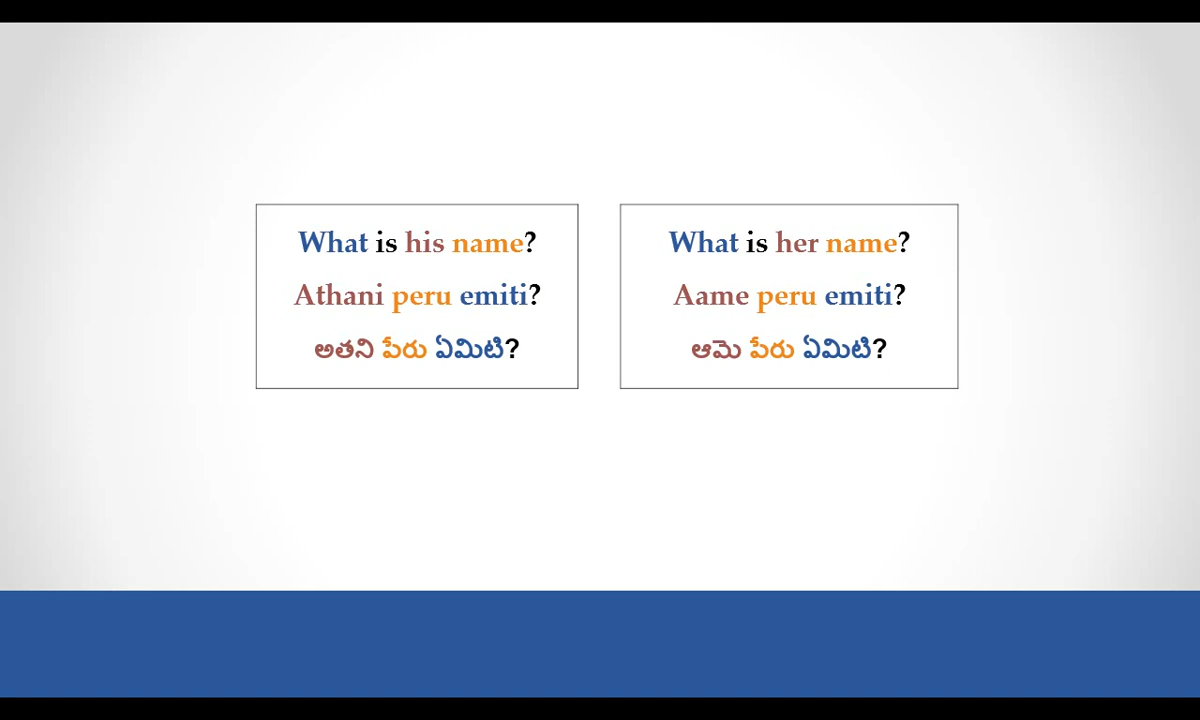 What is his name?
Athani peru emiti?
అతని పేరు ఏమిటి?
What is her name?
Aame peru emiti?
ఆమె పేరు ఏమిటి?